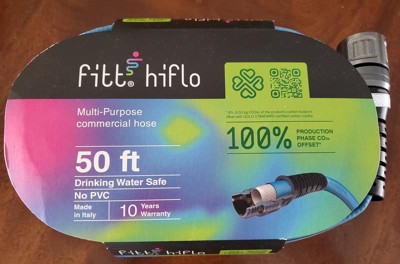 fitt® hiflo
Multi-Purpose
commercial hose
50 ft
Drinking Water Safe
No PVC
Made
in Italy
10 Years
Warranty
100% PRODUCTION
PHASE CO₂e
OFFSET*